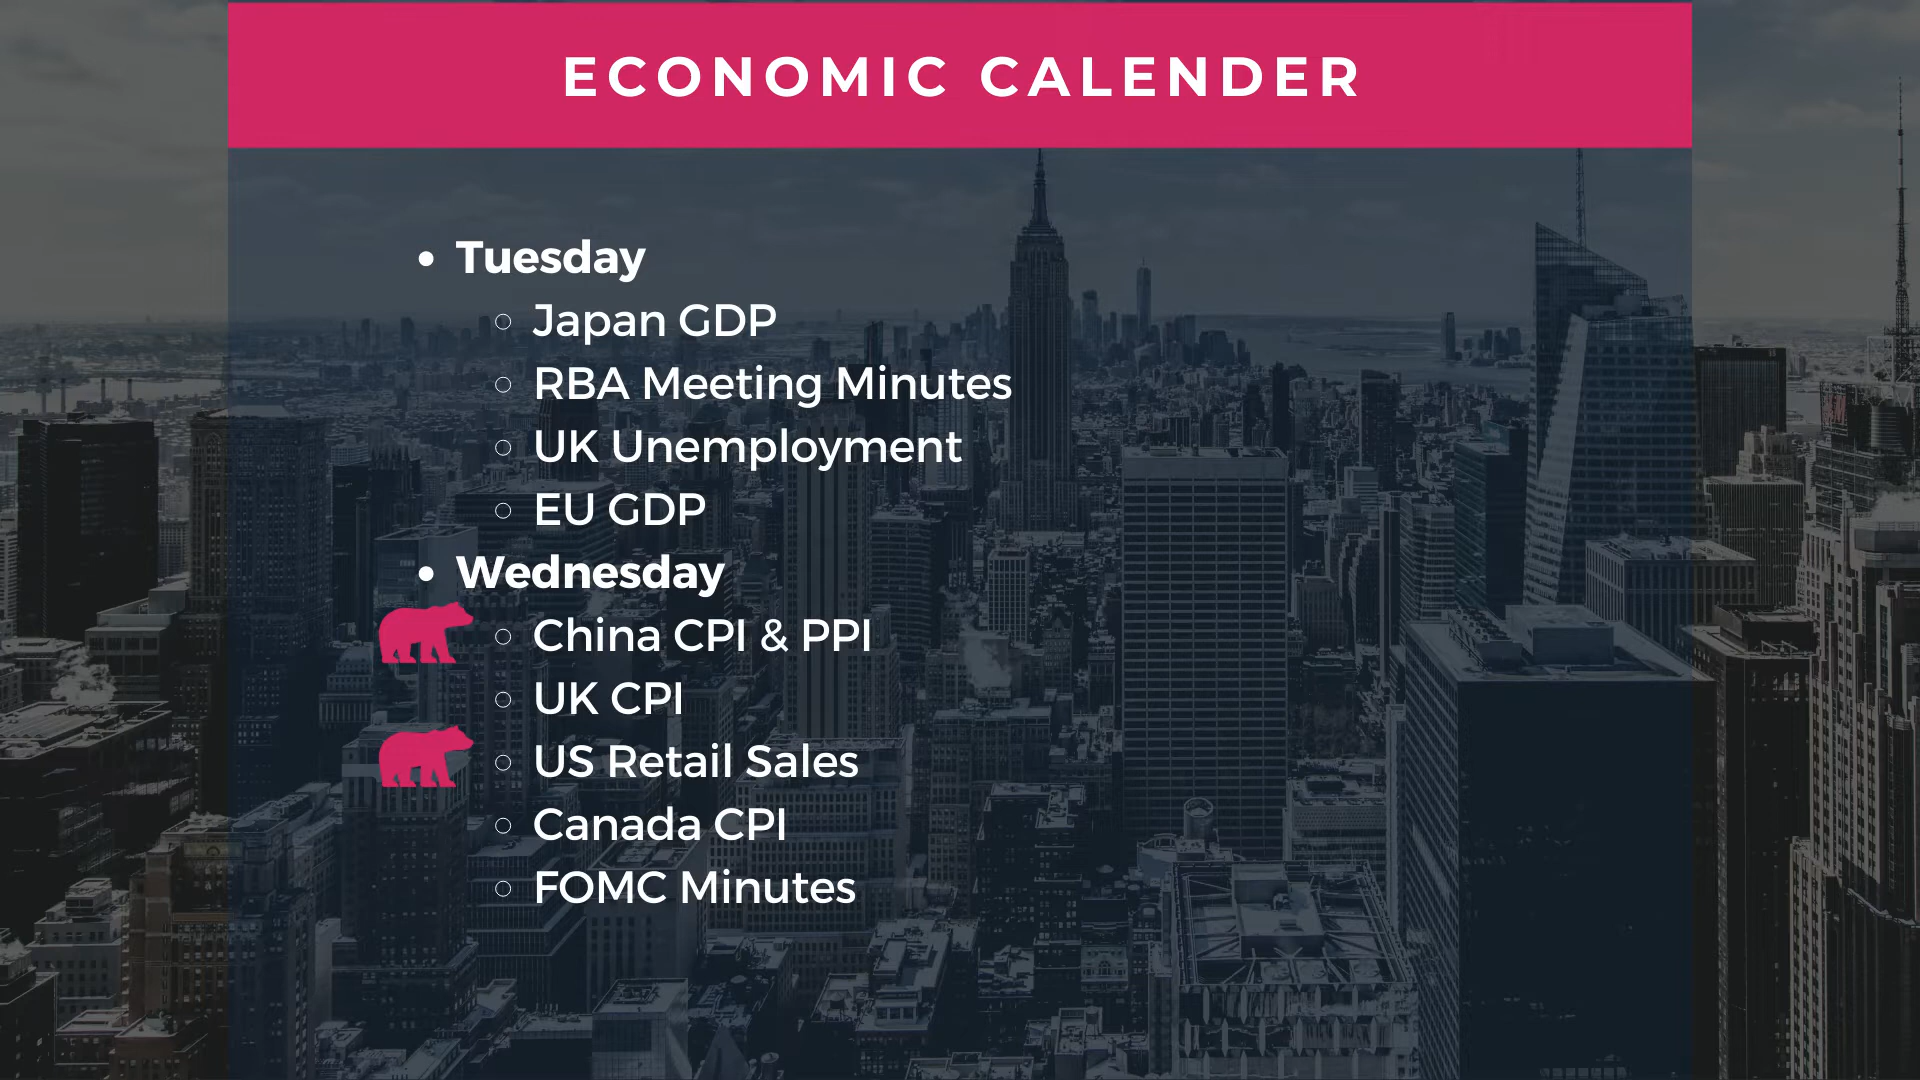 ECONOMIC CALENDER
Tuesday
Japan GDP
RBA Meeting Minutes
UK Unemployment
EU GDP
Wednesday
China CPI & PPI
UK CPI
US Retail Sales
Canada CPI
FOMC Minutes